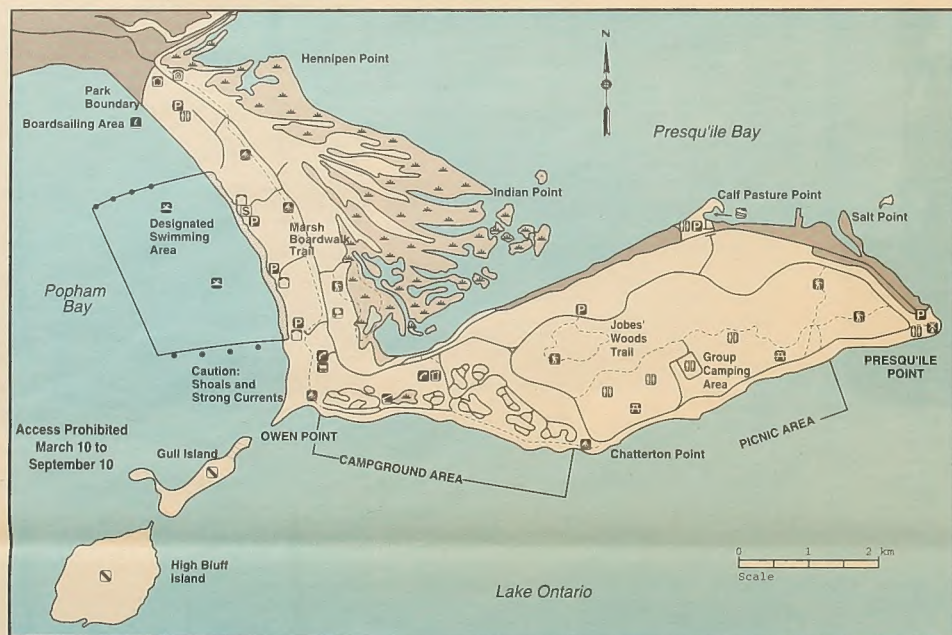 Hennipen Point
N
Park
Boundary
Boardsailing Area
Presqu'ile Bay
P
Indian Point
Calf Pasture Point
Salt Point
Designated
Swimming
Area
S
P
Marsh
Boardwalk
Trail
P
Popham
Bay
P
P
P
P
Jobes'
Woods
Trail
Group
Camping
Area
PRESQU'ILE
POINT
Caution:
Shoals and
Strong Currents
PICNIC AREA
Access Prohibited
March 10 to
September 10
OWEN POINT
Gull Island
CAMPGROUND AREA
Chatterton Point
High Bluff
island
0 1 2 km
Scale
Lake Ontario